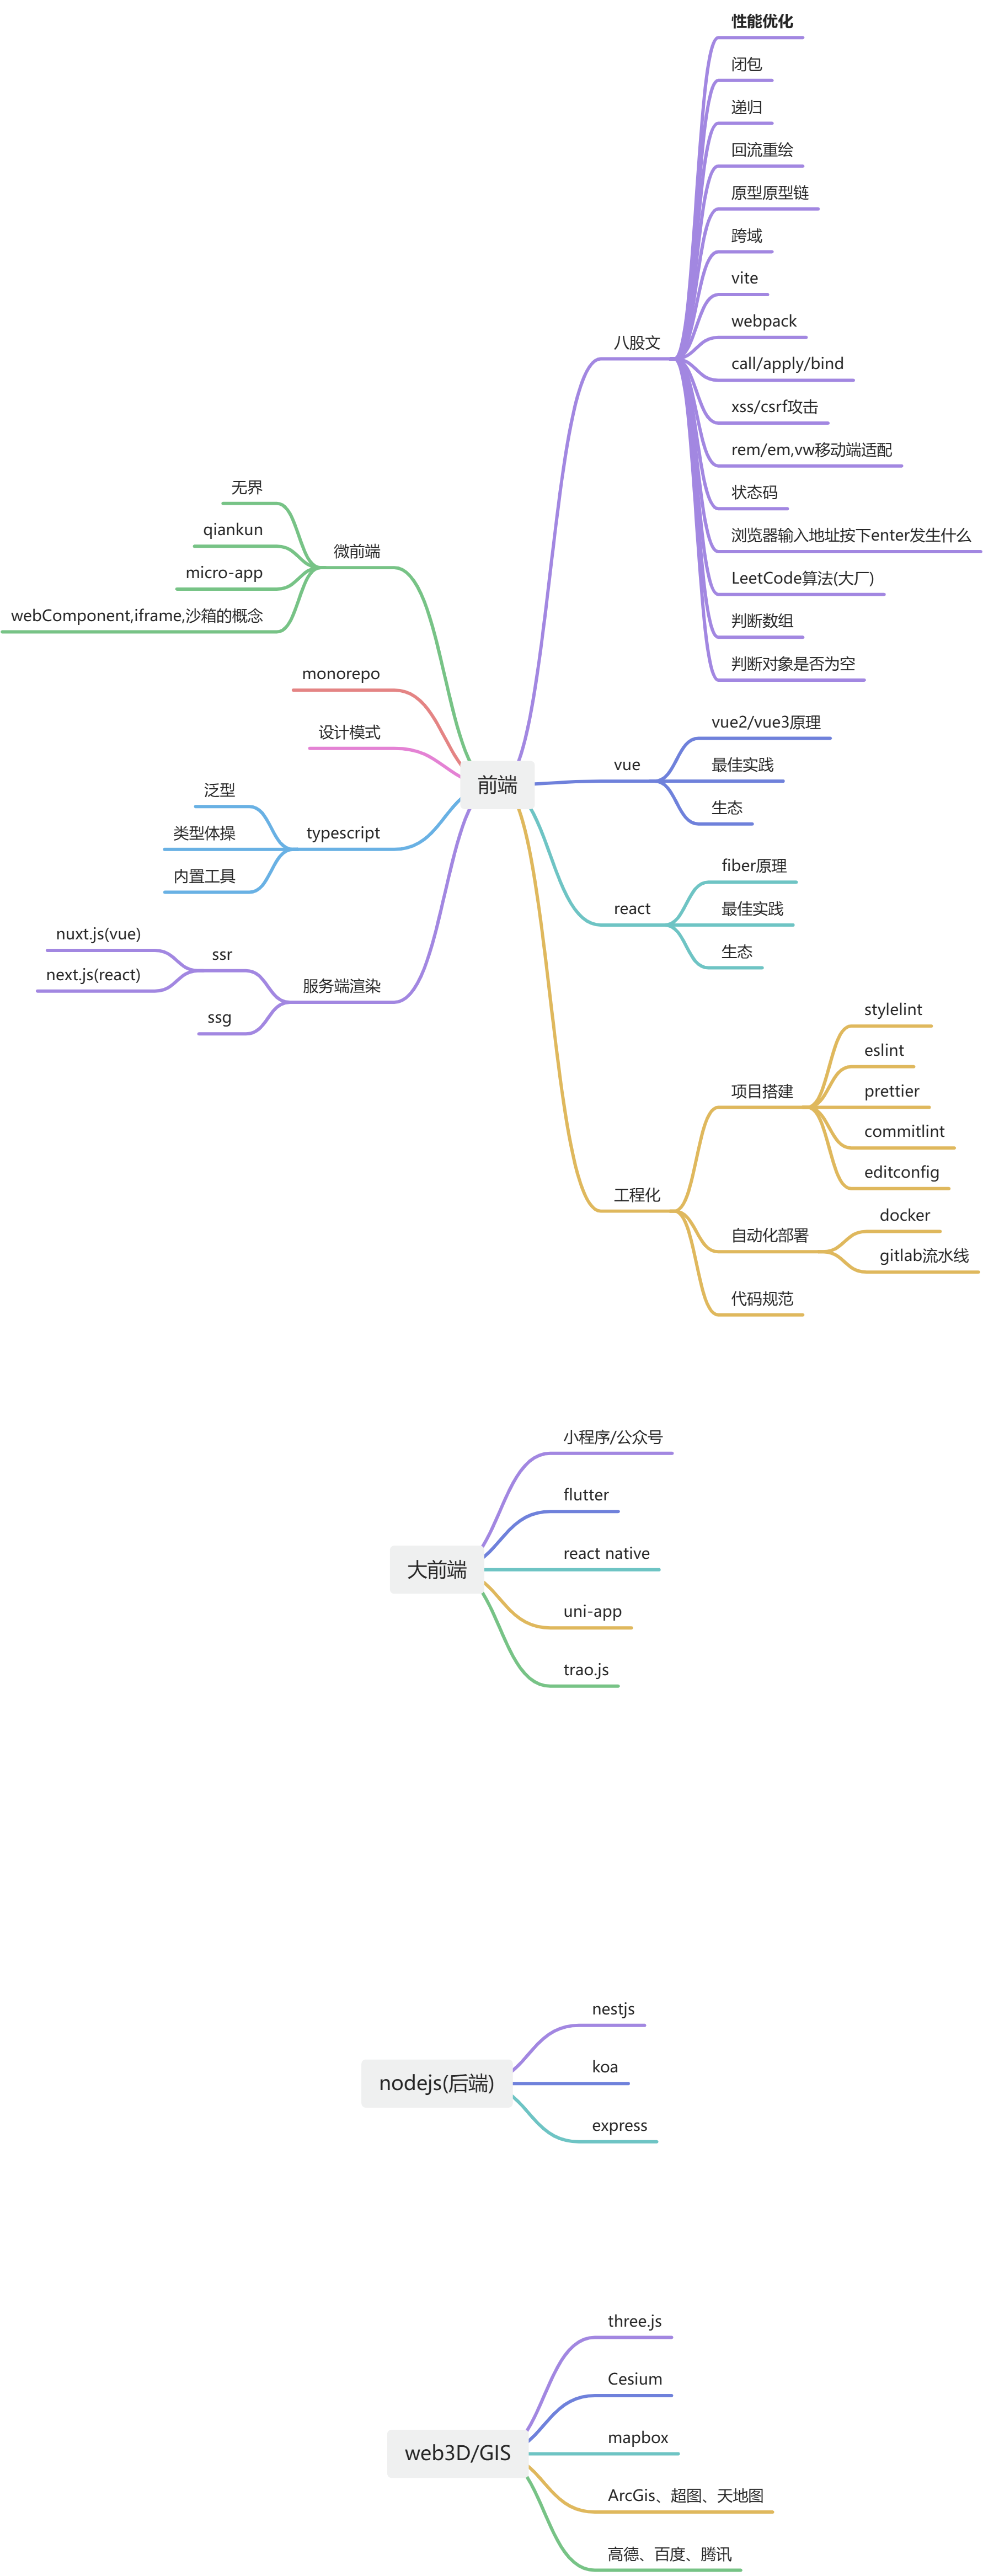 性能优化
闭包
递归
回流重绘
原型原型链
跨域
vite
webpack
八股文
call/apply/bind
xss/csrf攻击
rem/em,vw移动端适配
状态码
浏览器输入地址按下enter发生什么
LeetCode算法(大厂)
判断数组
判断对象是否为空
无界
qiankun
微前端
micro-app
webComponent,iframe,沙箱的概念
monorepo
设计模式
前端
泛型
类型体操
typescript
内置工具
nuxt.js(vue)
ssr
next.js(react)
服务端渲染
ssg
vue2/vue3原理
vue
最佳实践
生态
fiber原理
react
最佳实践
生态
stylelint
eslint
项目搭建
prettier
commitlint
editconfig
工程化
docker
自动化部署
gitlab流水线
代码规范
小程序/公众号
flutter
react native
大前端
uni-app
trao.js
nestjs
koa
nodejs(后端)
express
three.js
Cesium
mapbox
web3D/GIS
ArcGis、超图、天地图
高德、百度、腾讯